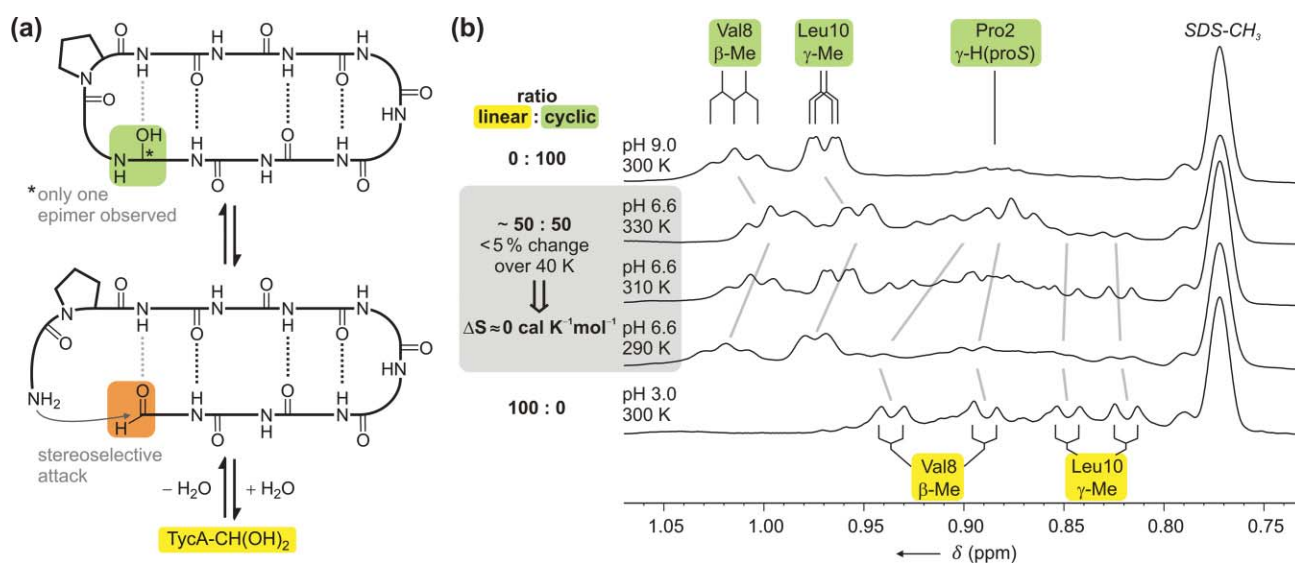 (a)
O
H
N
O
H
N
O
N
H
O
N
H
O
H
N
N
O
O
HN
O
OH
*
N
H
H
N
O
H
N
O
N
H
O
H
N
*only one
epimer observed
O
H
N
O
H
N
O
N
H
O
N
H
O
H
N
N
O
O
HN
O
NH2
O
H
H
N
O
H
N
O
N
H
O
H
N
stereoselective
attack
– H2O
+ H2O
TycA-CH(OH)2
(b)
Val8
β-Me
Leu10
γ-Me
Pro2
γ-H(proS)
SDS-CH3
ratio
linear : cyclic
0 : 100
pH 9.0
300 K
~ 50 : 50
<5 % change
over 40 K
ΔS ≈ 0 cal K⁻¹mol⁻¹
pH 6.6
330 K
pH 6.6
310 K
pH 6.6
290 K
100 : 0
pH 3.0
300 K
Val8
β-Me
Leu10
γ-Me
1.05
1.00
0.95
0.90
0.85
0.80
0.75
δ (ppm)